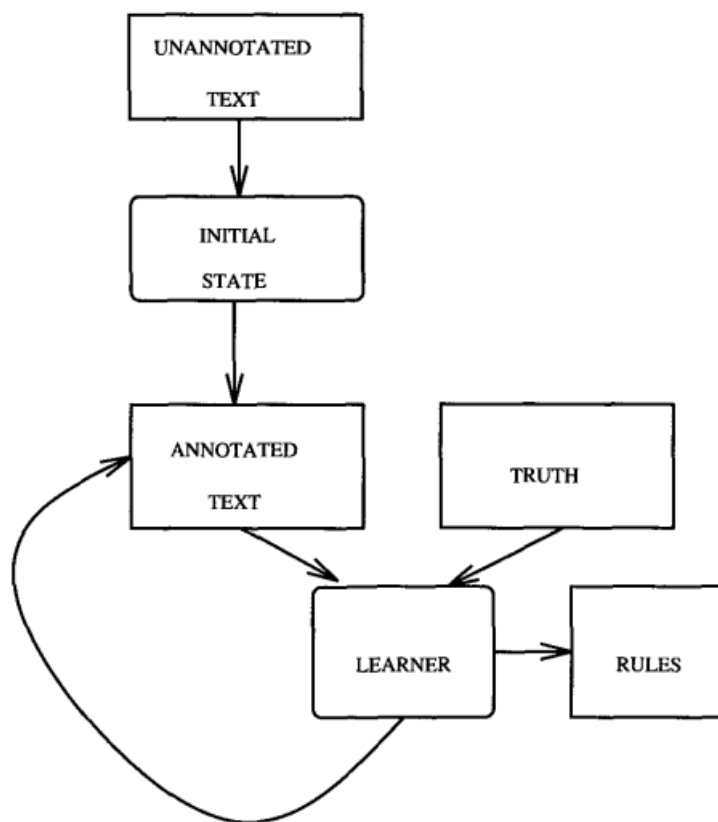 UNANNOTATED
TEXT
INITIAL
STATE
ANNOTATED
TEXT
TRUTH
LEARNER
RULES